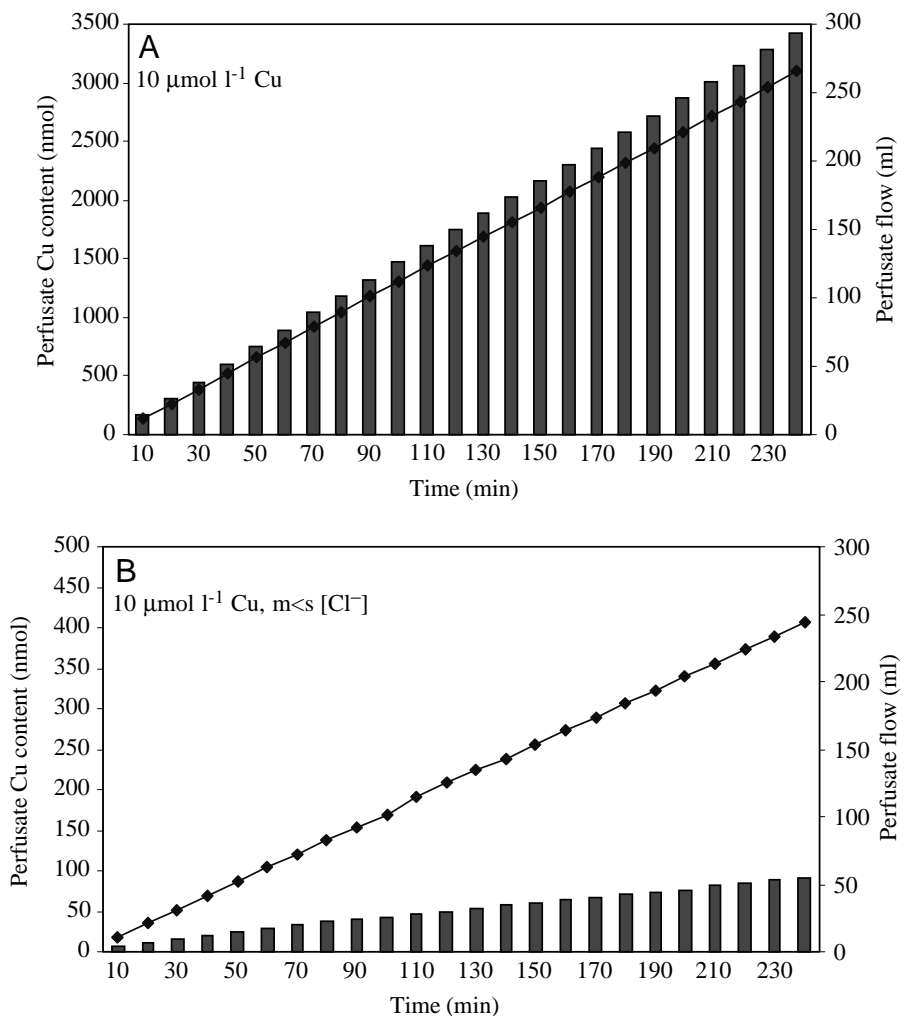 A
10 μmol l⁻¹ Cu
Perfusate Cu content (nmol)
3500
3000
2500
2000
1500
1000
500
0
300
250
200
150
100
50
0
Perfusate flow (ml)
10 30 50 70 90 110 130 150 170 190 210 230
Time (min)
B
10 μmol l⁻¹ Cu, m<s [Cl⁻]
Perfusate Cu content (nmol)
500
450
400
350
300
250
200
150
100
50
0
300
250
200
150
100
50
0
Perfusate flow (ml)
10 30 50 70 90 110 130 150 170 190 210 230
Time (min)